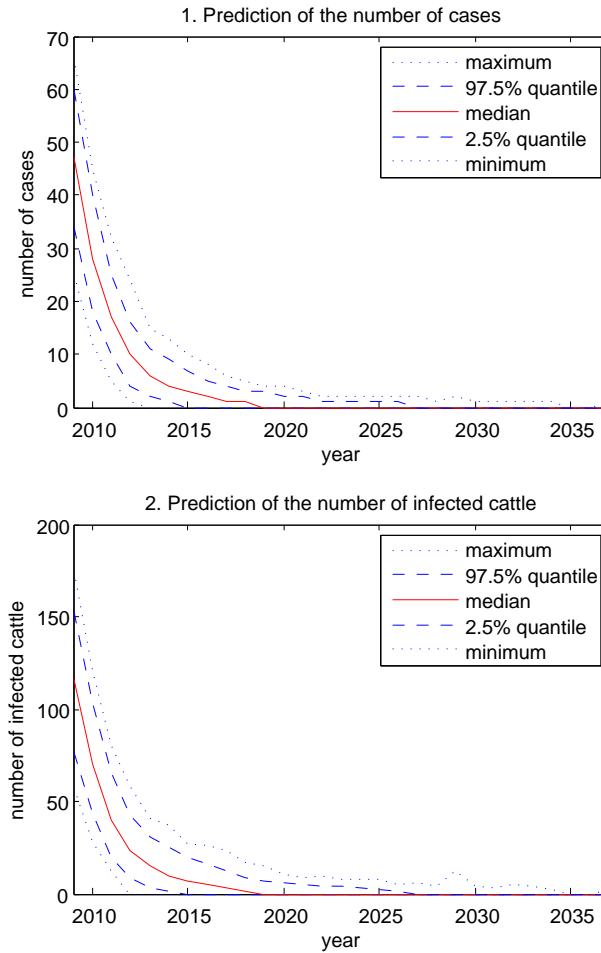 1. Prediction of the number of cases
70
60
50
40
30
20
10
0
number of cases
maximum
97.5% quantile
median
2.5% quantile
minimum
2010 2015 2020 2025 2030 2035
year
2. Prediction of the number of infected cattle
200
150
100
50
0
number of infected cattle
maximum
97.5% quantile
median
2.5% quantile
minimum
2010 2015 2020 2025 2030 2035
year